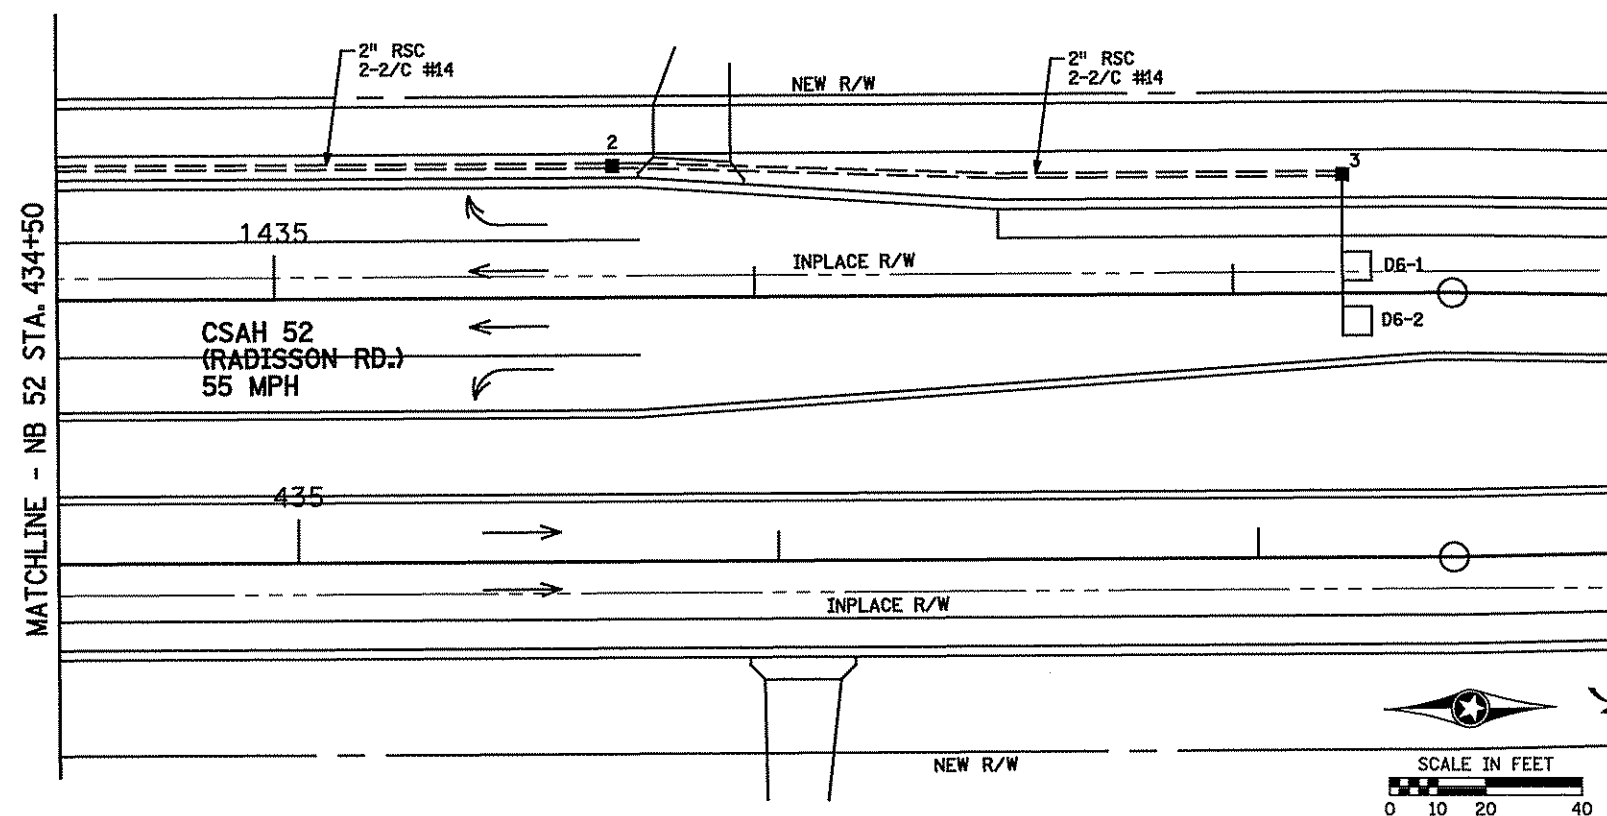 2" RSC
2-2/C #14
2" RSC
2-2/C #14
NEW R/W
2
3
1435
INPLACE R/W
D6-1
D6-2
CSAH 52
(RADISSON RD.)
55 MPH
MATCHLINE - NB 52 STA. 434+50
435
INPLACE R/W
NEW R/W
SCALE IN FEET
0 10 20 40